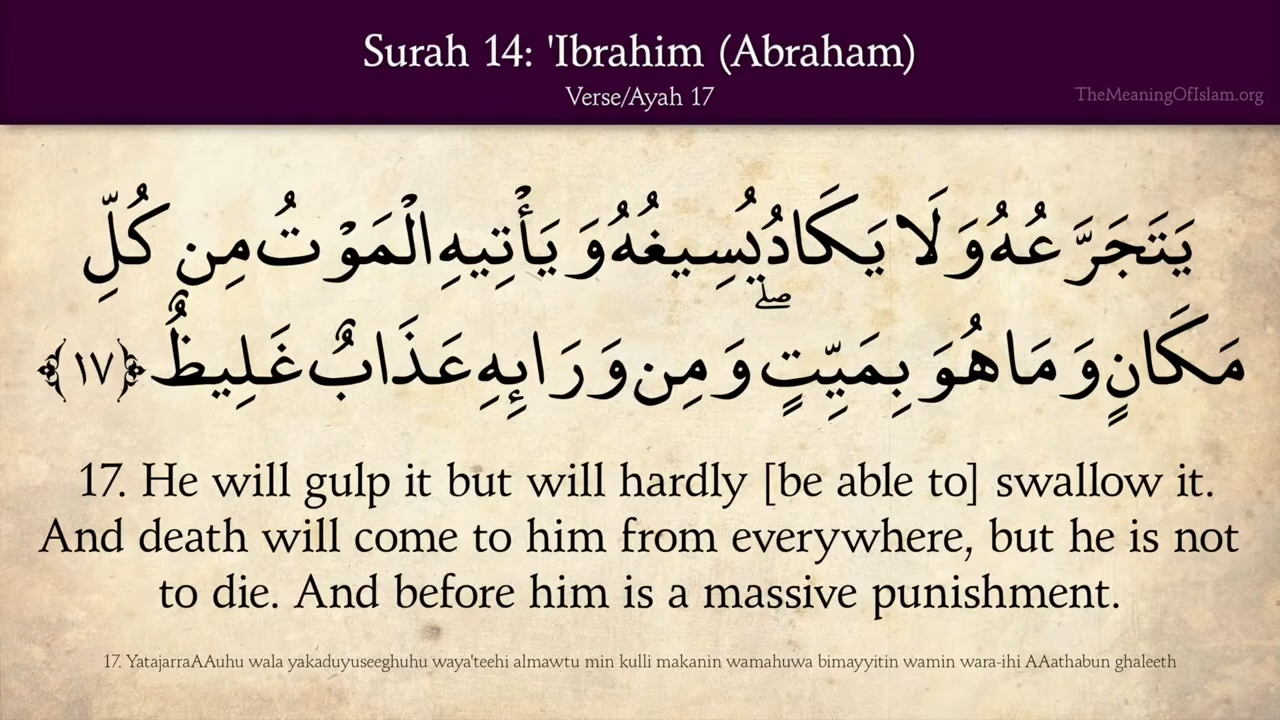 Surah 14: 'Ibrahim (Abraham)
Verse/Ayah 17
TheMeaningOfIslam.org
يَتَجَرَّعُهُ وَلَا يَكَادُ يُسِيغُهُ وَيَأْتِيهِ الْمَوْتُ مِن كُلِّ
مَكَانٍ وَمَا هُوَ بِمَيِّتٍ ۖ وَمِن وَرَابِهِ عَذَابٌ غَلِيظٌ ﴿١٧﴾
17. He will gulp it but will hardly [be able to] swallow it.
And death will come to him from everywhere, but he is not
to die. And before him is a massive punishment.
17. YatajarraAAuhu wala yakaduyuseeghuhu waya'teehi almawtu min kulli makanin wamahuwa bimayyitin wamin wara-ihi AAathabun ghaleeth